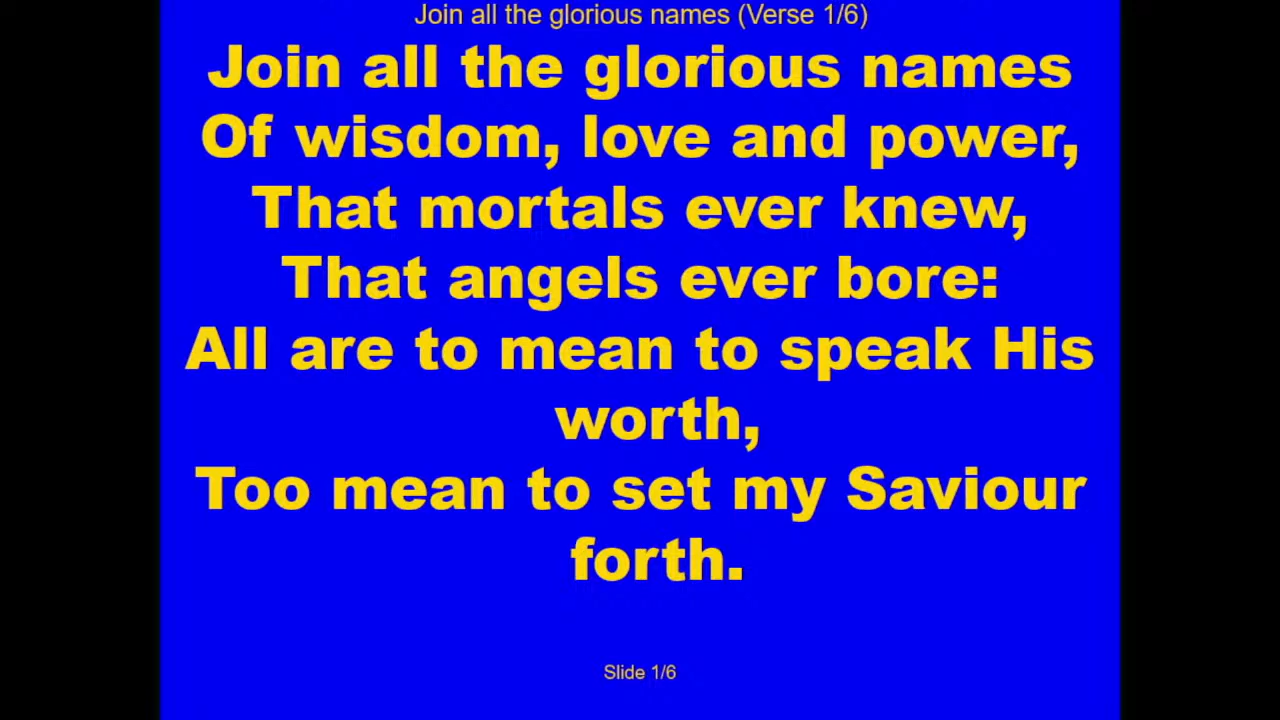 Join all the glorious names (Verse 1/6)
Join all the glorious names
Of wisdom, love and power,
That mortals ever knew,
That angels ever bore:
All are to mean to speak His
worth,
Too mean to set my Saviour
forth.
Slide 1/6